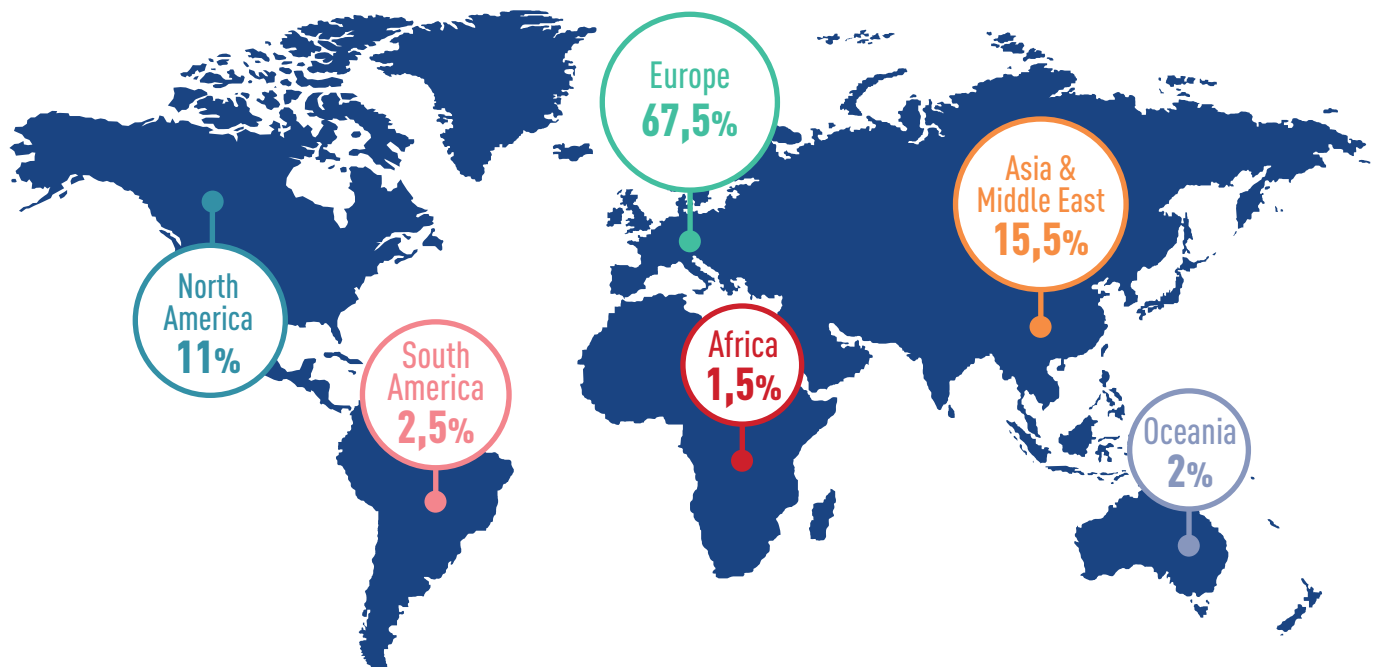 Europe
67,5%
Asia &
Middle East
15,5%
North
America
11%
South
America
2,5%
Africa
1,5%
Oceania
2%